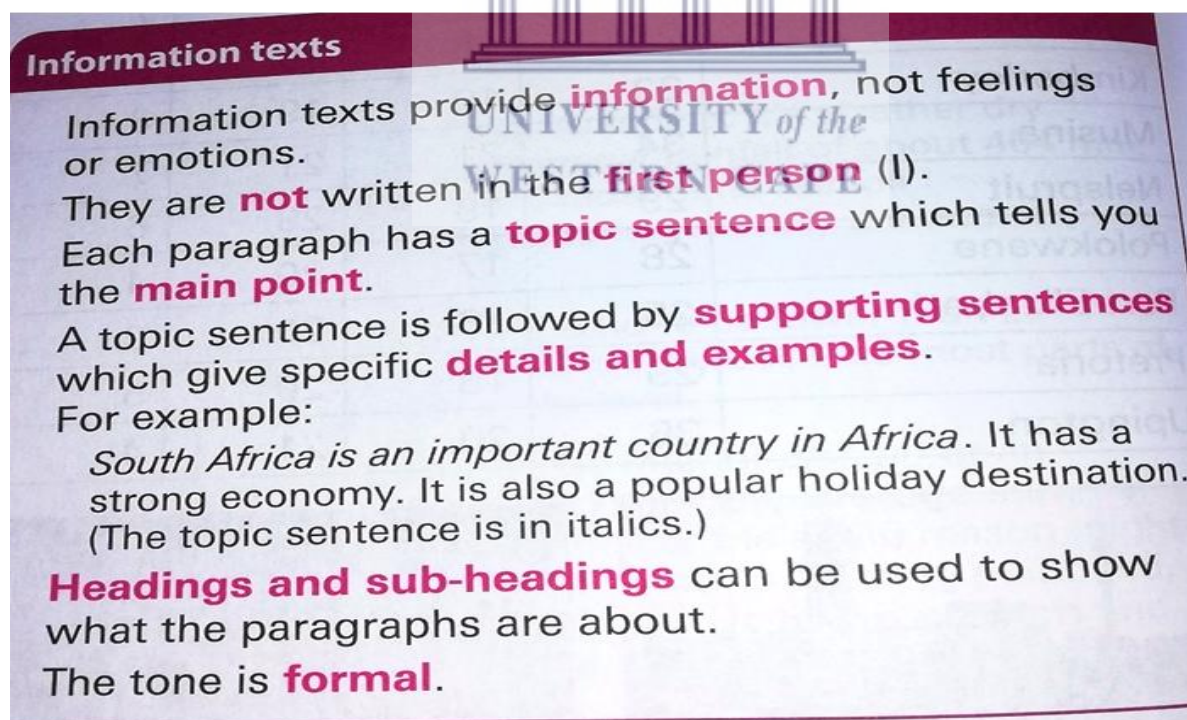 Information texts
Information texts provide information, not feelings
or emotions.
They are not written in the first person (I).
Each paragraph has a topic sentence which tells you
the main point.
A topic sentence is followed by supporting sentences
which give specific details and examples.
For example:
South Africa is an important country in Africa. It has a
strong economy. It is also a popular holiday destination.
(The topic sentence is in italics.)
Headings and sub-headings can be used to show
what the paragraphs are about.
The tone is formal.
UNIVERSITY of the
WESTERN CAPE